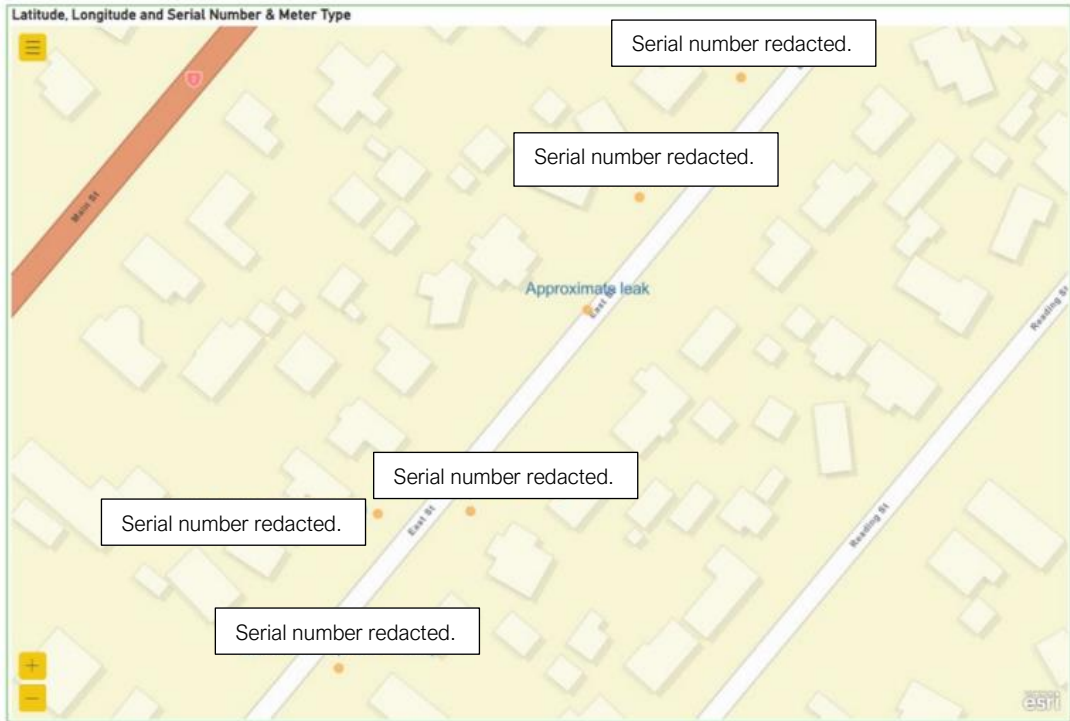 Latitude, Longitude and Serial Number & Meter Type
Serial number redacted.
Serial number redacted.
Main St
Approximate leak
East St
Reading St
Serial number redacted.
Serial number redacted.
East St
Reading St
Serial number redacted.
esri